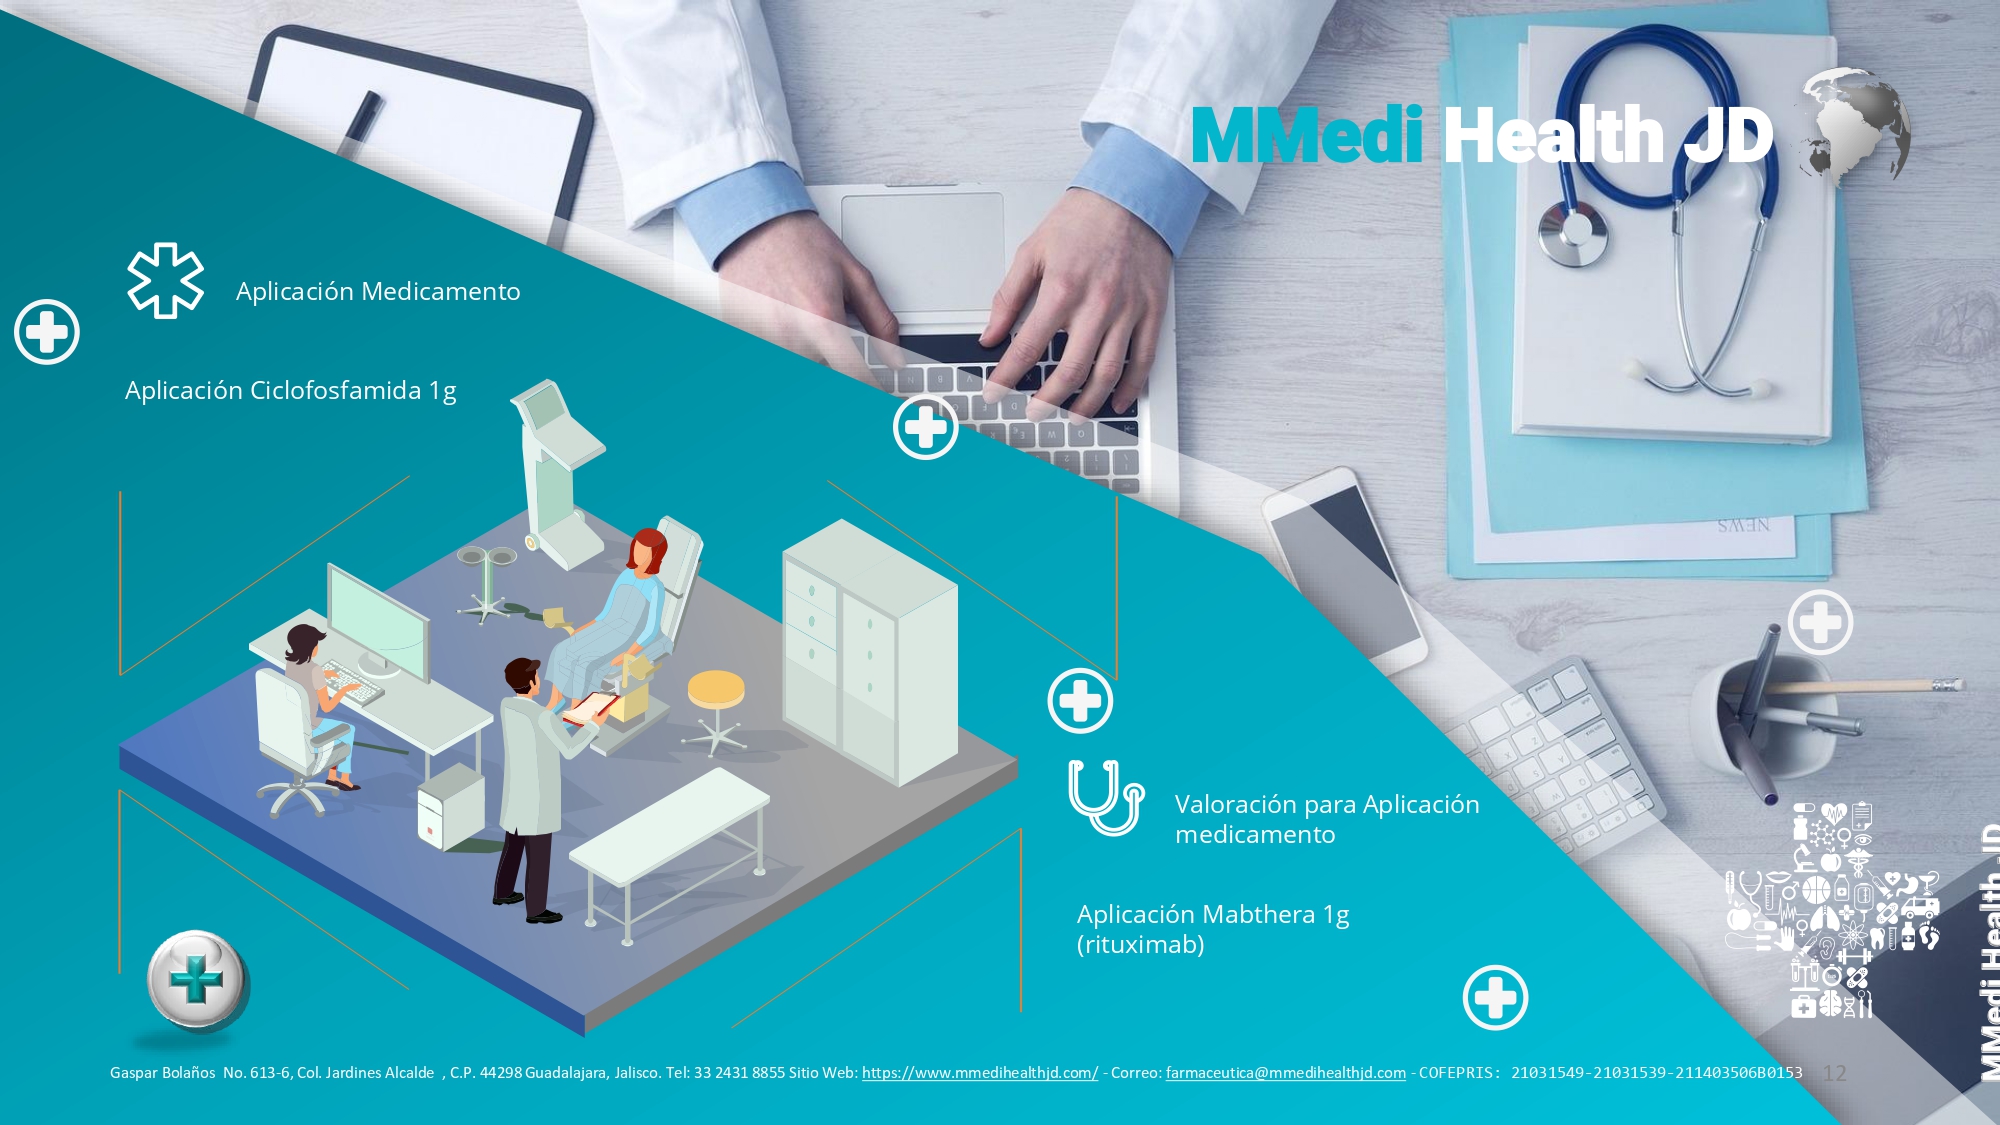 MMedi Health JD
Aplicación Medicamento
Aplicación Ciclofosfamida 1g
NEWS
Valoración para Aplicación
medicamento
Aplicación Mabthera 1g
(rituximab)
MMedi Health JD
Gaspar Bolaños No. 613-6, Col. Jardines Alcalde , C.P. 44298 Guadalajara, Jalisco. Tel: 33 2431 8855 Sitio Web: https://www.mmedihealthjd.com/ - Correo: farmaceutica@mmedihealthjd.com - COFEPRIS: 21031549-21031539-211403506B0153
12